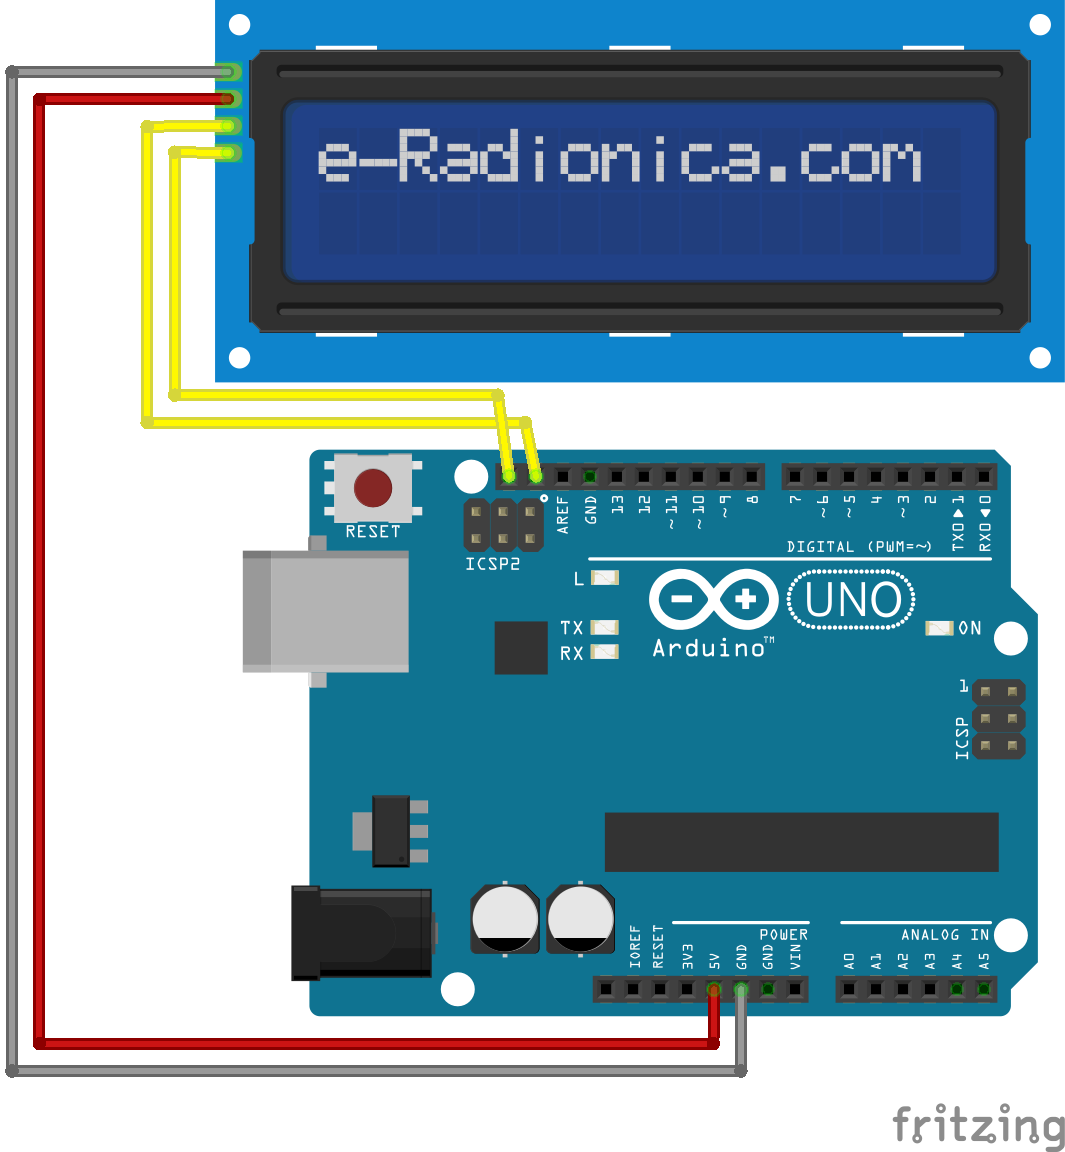 e-Radionica.com
RESET
ICSP2
AREF
GND
13
12
~11
~10
~9
8
7
~6
~5
4
~3
2
TX0▶1
RX0◀0
DIGITAL (PWM=~)
L
TX
RX
Arduino™
UNO
ON
1
ICSP
POWER
ANALOG IN
IOREF
RESET
3V3
5V
GND
GND
VIN
A0
A1
A2
A3
A4
A5
fritzing